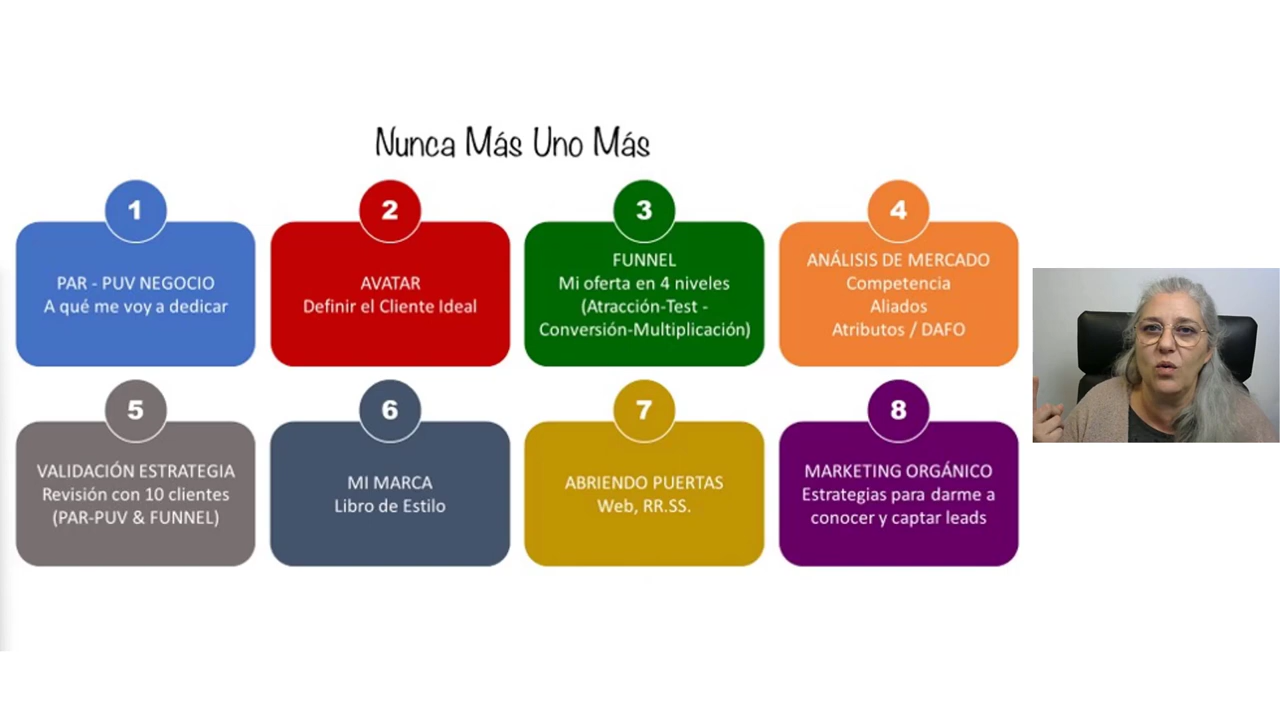 Nunca Más Uno Más
1
PAR - PUV NEGOCIO
A qué me voy a dedicar
2
AVATAR
Definir el Cliente Ideal
3
FUNNEL
Mi oferta en 4 niveles
(Atracción-Test -
Conversión-Multiplicación)
4
ANÁLISIS DE MERCADO
Competencia
Aliados
Atributos / DAFO
5
VALIDACIÓN ESTRATEGIA
Revisión con 10 clientes
(PAR-PUV & FUNNEL)
6
MI MARCA
Libro de Estilo
7
ABRIENDO PUERTAS
Web, RR.SS.
8
MARKETING ORGÁNICO
Estrategias para darme a
conocer y captar leads